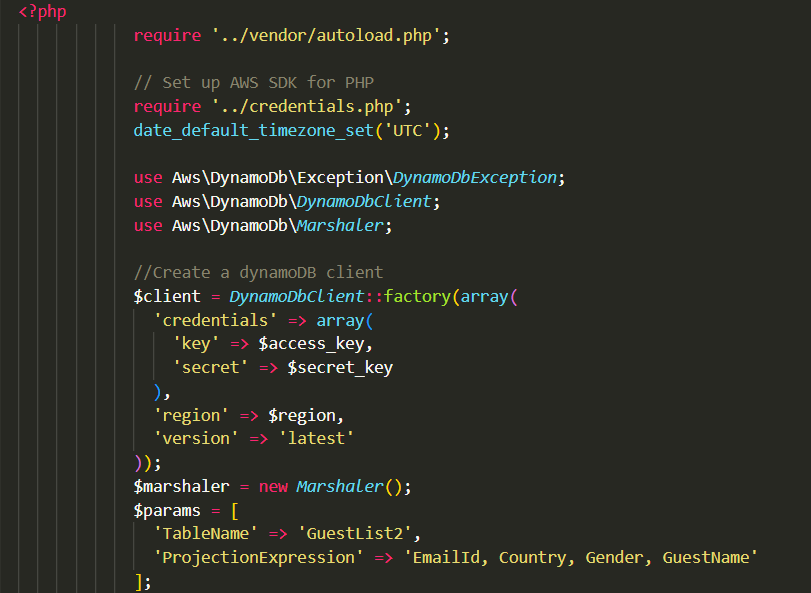 <?php
require '../vendor/autoload.php';
// Set up AWS SDK for PHP
require '../credentials.php';
date_default_timezone_set('UTC');
use Aws\DynamoDb\Exception\DynamoDbException;
use Aws\DynamoDb\DynamoDbClient;
use Aws\DynamoDb\Marshaler;
//Create a dynamoDB client
$client = DynamoDbClient::factory(array(
'credentials' => array(
'key' => $access_key,
'secret' => $secret_key
),
'region' => $region,
'version' => 'latest'
));
$marshaler = new Marshaler();
$params = [
'TableName' => 'GuestList2',
'ProjectionExpression' => 'EmailId, Country, Gender, GuestName'
];